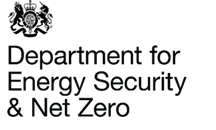 Department for
Energy Security
& Net Zero